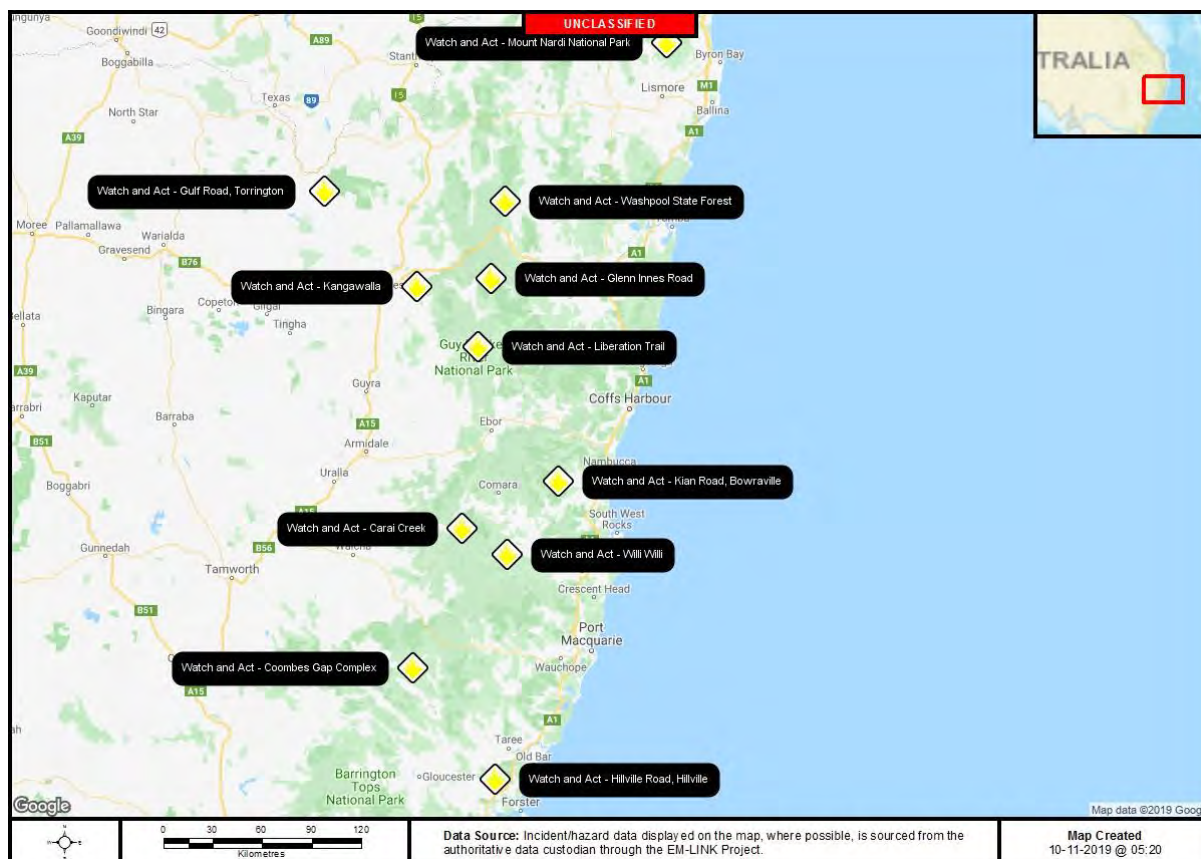 UNCLASSIFIED
TRALIA
Goondiwindi 42
Boggabilla
A89
15
Watch and Act - Mount Nardi National Park
Byron Bay
Texas
89
15
Lismore
M1
Ballina
North Star
A39
A1
Watch and Act - Gulf Road, Torrington
Watch and Act - Washpool State Forest
Moree
Pallamallawa
Warialda
Gravesend
B76
A1
Watch and Act - Glenn Innes Road
Watch and Act - Kangawalla
Copeton
Bingara
Tingha
Watch and Act - Liberation Trail
National Park
A39
Kaputar
Guyra
A1
Coffs Harbour
Barraba
A15
Ebor
B51
Armidale
Uralla
Nambucca
Boggabri
Comara
Watch and Act - Kian Road, Bowraville
A15
South West
Rocks
Watch and Act - Carai Creek
Gunnedah
B56
Walcha
Watch and Act - Willi Willi
Tamworth
Crescent Head
B51
Port
Macquarie
Watch and Act - Coombes Gap Complex
Wauchope
A15
A1
Taree
Old Bar
Barrington
Tops
National Park
Gloucester
Watch and Act - Hillville Road, Hillville
Forster
Google
Map data ©2019 Goog
0 30 60 90 120
Kilometres
Data Source: Incident/hazard data displayed on the map, where possible, is sourced from the
authoritative data custodian through the EM-LINK Project.
Map Created
10-11-2019 @ 05:20